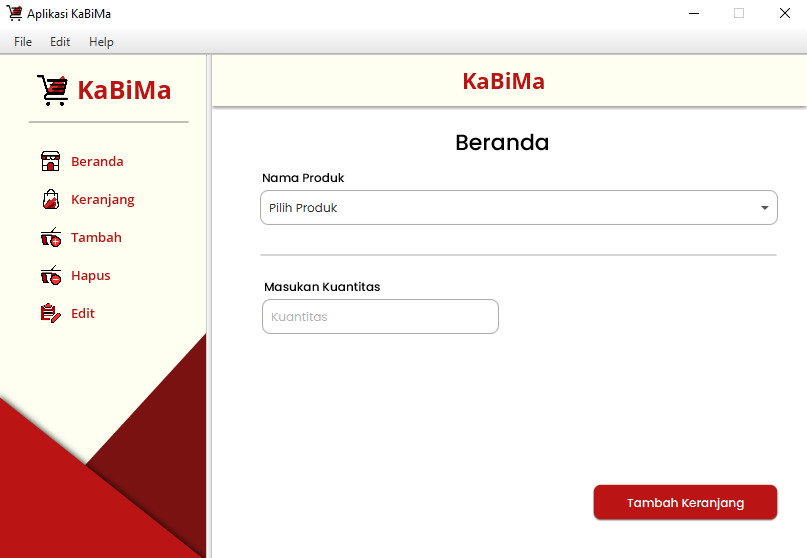 Aplikasi KaBiMa
File Edit Help
KaBiMa
Beranda
Keranjang
Tambah
Hapus
Edit
KaBiMa
Beranda
Nama Produk
Pilih Produk
Masukan Kuantitas
Kuantitas
Tambah Keranjang